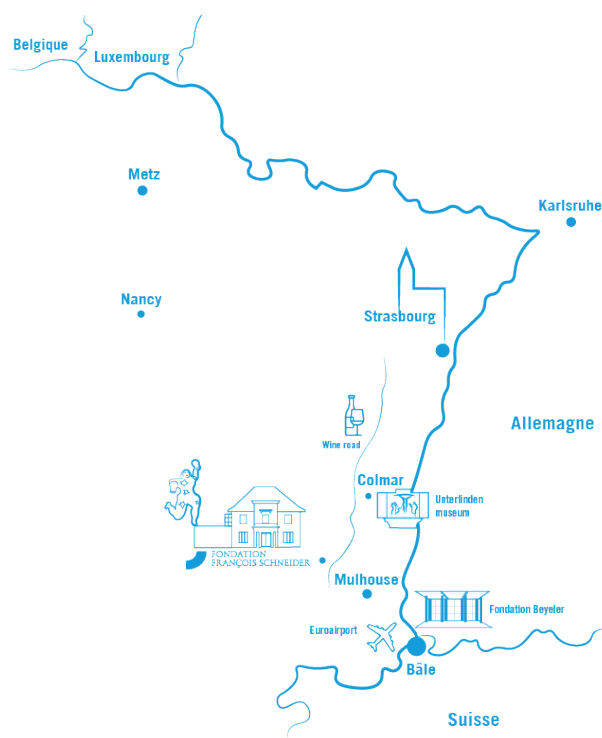 Belgique
Luxembourg
Metz
Karlsruhe
Nancy
Strasbourg
Allemagne
Wine road
Colmar
Unterlinden
museum
FONDATION
FRANÇOIS SCHNEIDER
Mulhouse
Fondation Beyeler
Euroairport
Bâle
Suisse